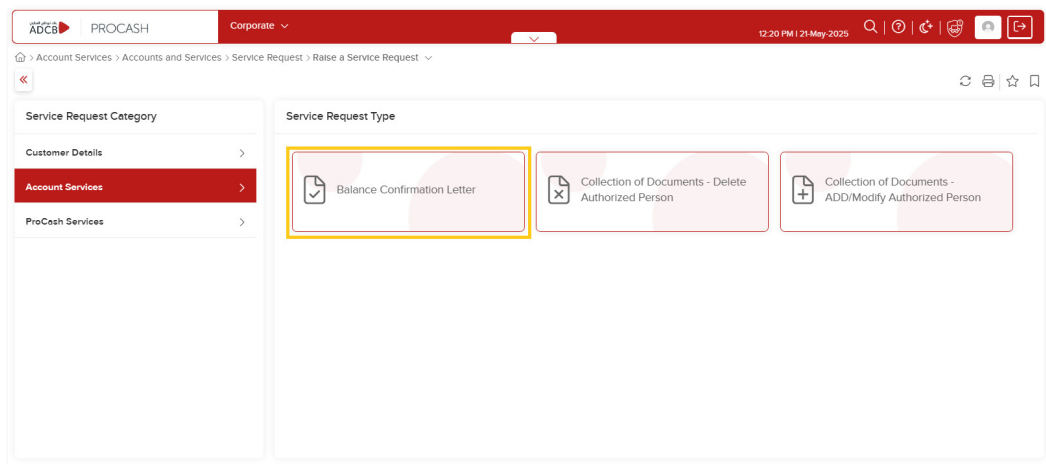 ADCB
PROCASH
Corporate
12:20 PM | 21-May-2025
> Account Services > Accounts and Services > Service Request > Raise a Service Request
Service Request Category
Service Request Type
Customer Details
Account Services
ProCash Services
Balance Confirmation Letter
Collection of Documents - Delete
Authorized Person
Collection of Documents -
ADD/Modify Authorized Person